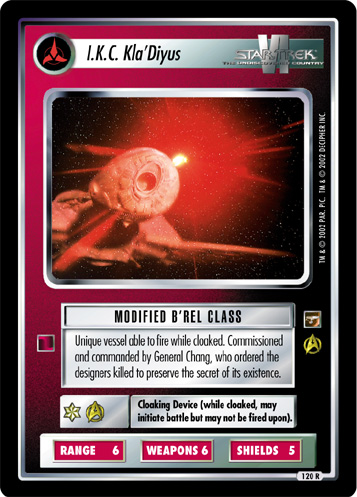 I.K.C. Kla'Diyus
STAR TREK
VI
THE UNDISCOVERED COUNTRY
TM & © 2002 PAR. PIC. TM & © 2002 DECIPHER INC.
MODIFIED B'REL CLASS
Unique vessel able to fire while cloaked. Commissioned
and commanded by General Chang, who ordered the
designers killed to preserve the secret of its existence.
Cloaking Device (while cloaked, may
initiate battle but may not be fired upon).
RANGE 6 WEAPONS 6 SHIELDS 5
120 R